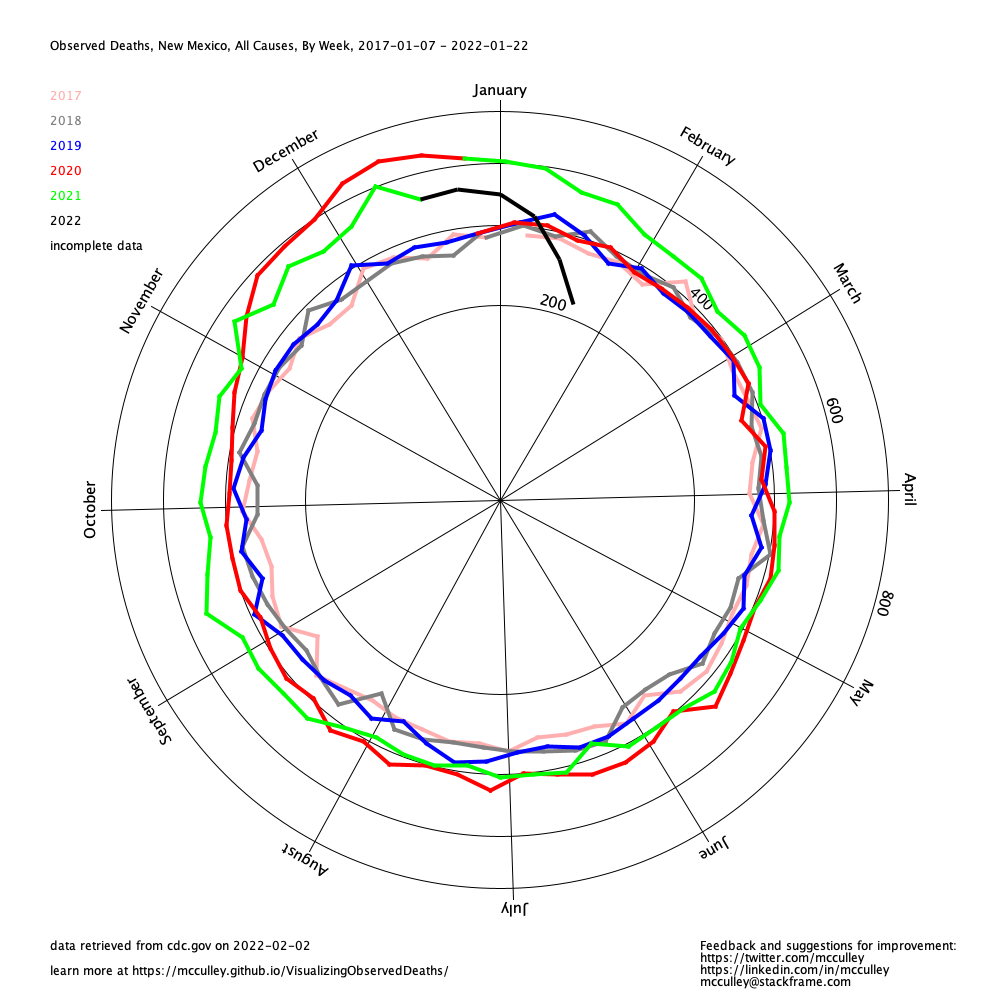 Observed Deaths, New Mexico, All Causes, By Week, 2017-01-07 - 2022-01-22
January
2017
2018
2019
2020
2021
2022
incomplete data
December
February
November
March
200
400
600
October
April
800
September
May
August
June
July
data retrieved from cdc.gov on 2022-02-02
learn more at https://mcculley.github.io/VisualizingObservedDeaths/
Feedback and suggestions for improvement:
https://twitter.com/mcculley
https://linkedin.com/in/mcculley
mcculley@stackframe.com